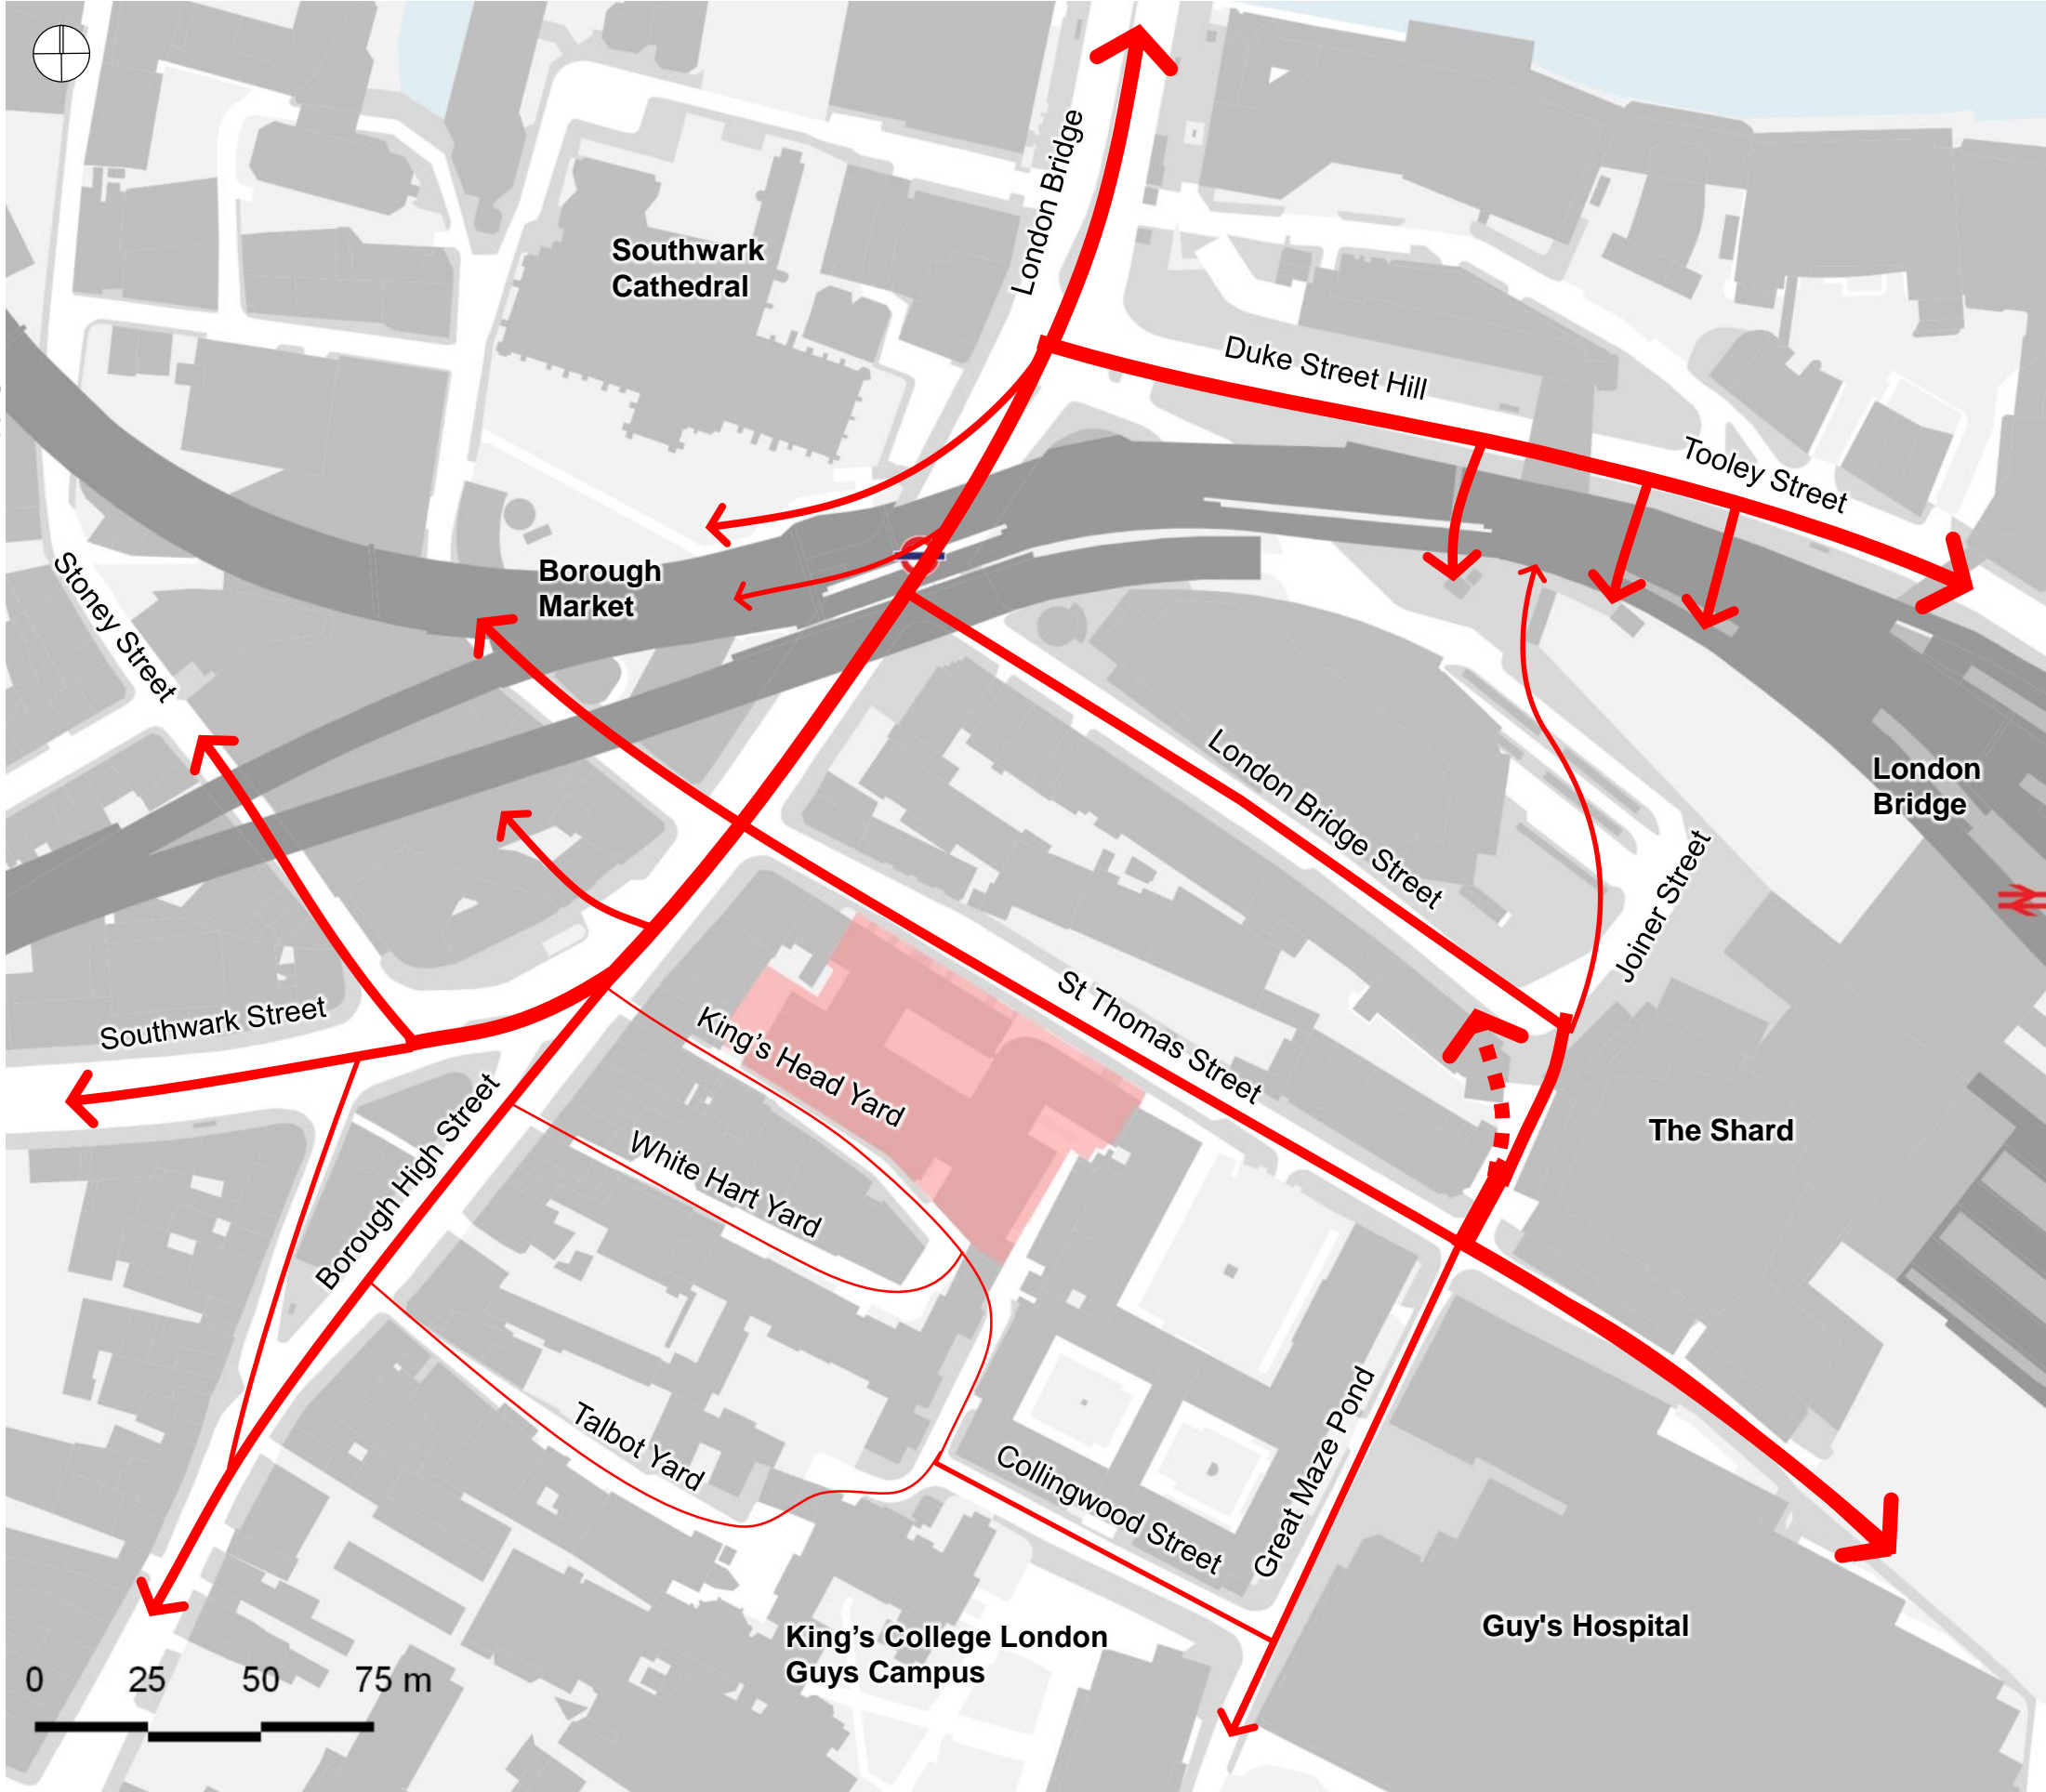 London Bridge
Southwark
Cathedral
Duke Street Hill
Tooley Street
Stoney Street
Borough
Market
London Bridge Street
London
Bridge
Joiner Street
Southwark Street
St Thomas Street
King's Head Yard
The Shard
White Hart Yard
Borough High Street
Talbot Yard
Collingwood Street
Great Maze Pond
King’s College London
Guys Campus
Guy's Hospital
0 25 50 75 m